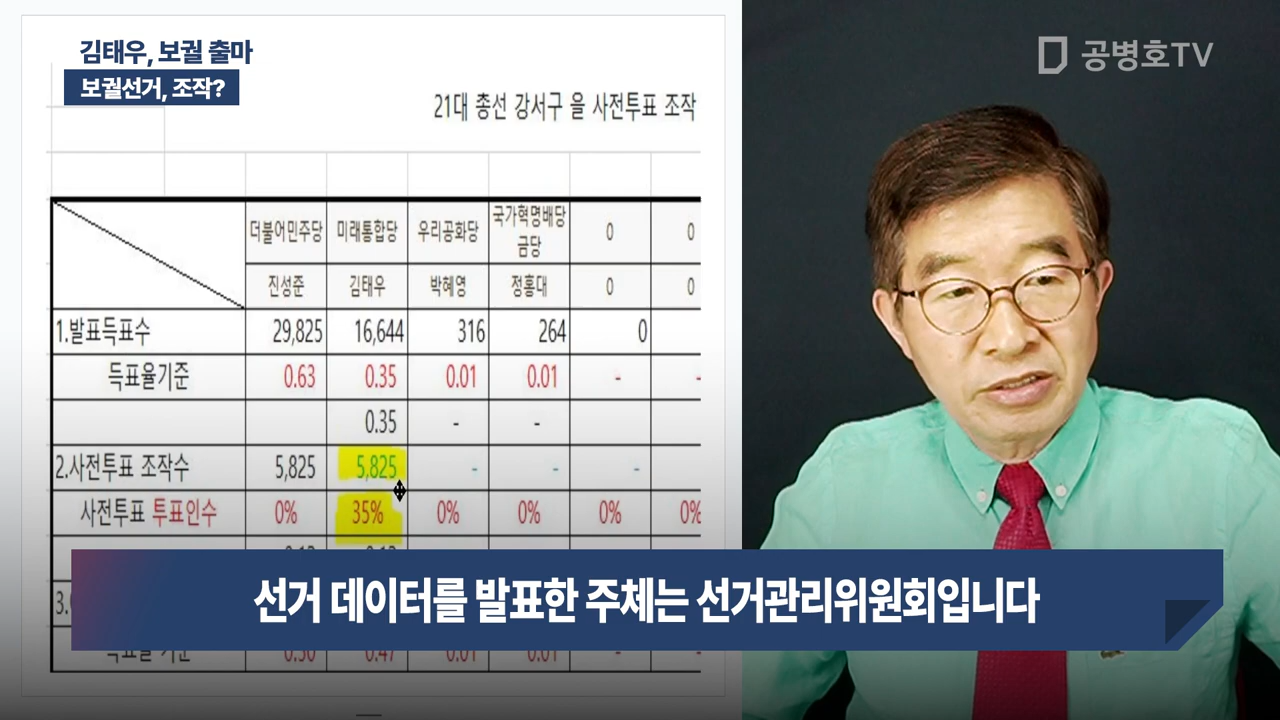 김태우, 보궐 출마
보궐선거, 조작?
공병호TV
21대 총선 강서구 을 사전투표 조작
더불어민주당 미래통합당 우리공화당 국가혁명배당금당 0 0
진성준 김태우 박혜영 정홍대 0 0
1.발표득표수 29,825 16,644 316 264 0
득표율기준 0.63 0.35 0.01 0.01 - -
0.35 - -
2.사전투표 조작수 5,825 5,825 - - -
사전투표 투표인수 0% 35% 0% 0% 0% 0%
선거 데이터를 발표한 주체는 선거관리위원회입니다
3.